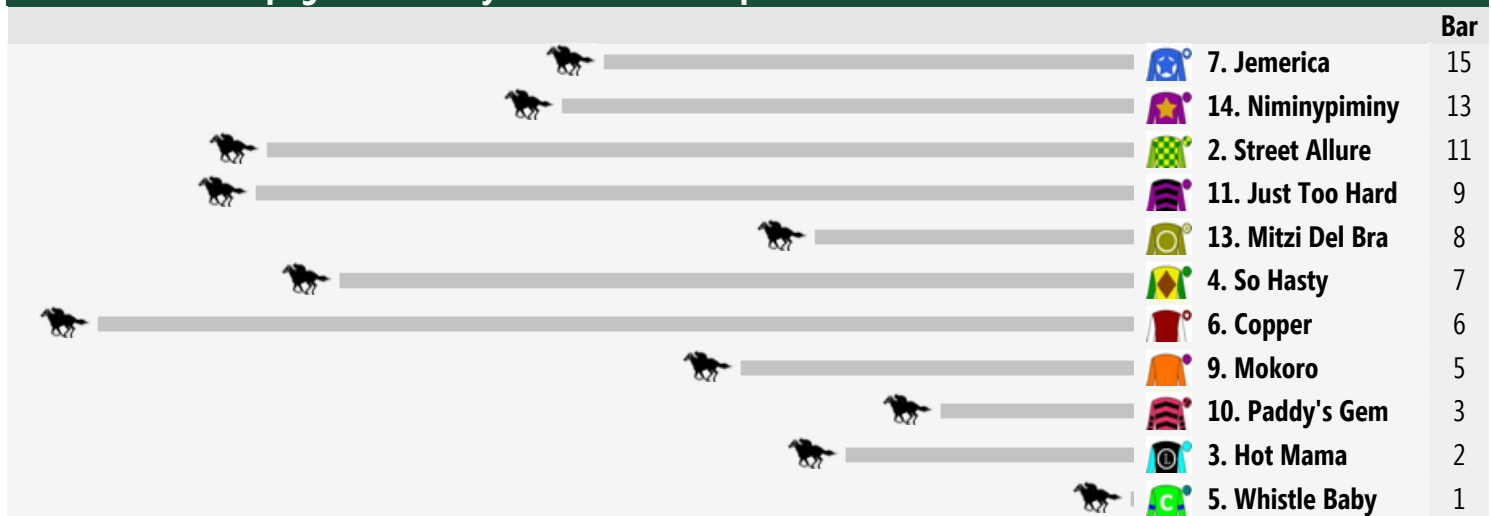 Bar
7. Jemerica 15
14. Niminypiminy 13
2. Street Allure 11
11. Just Too Hard 9
13. Mitzi Del Bra 8
4. So Hasty 7
6. Copper 6
9. Mokoro 5
10. Paddy's Gem 3
L 3. Hot Mama 2
C 5. Whistle Baby 1